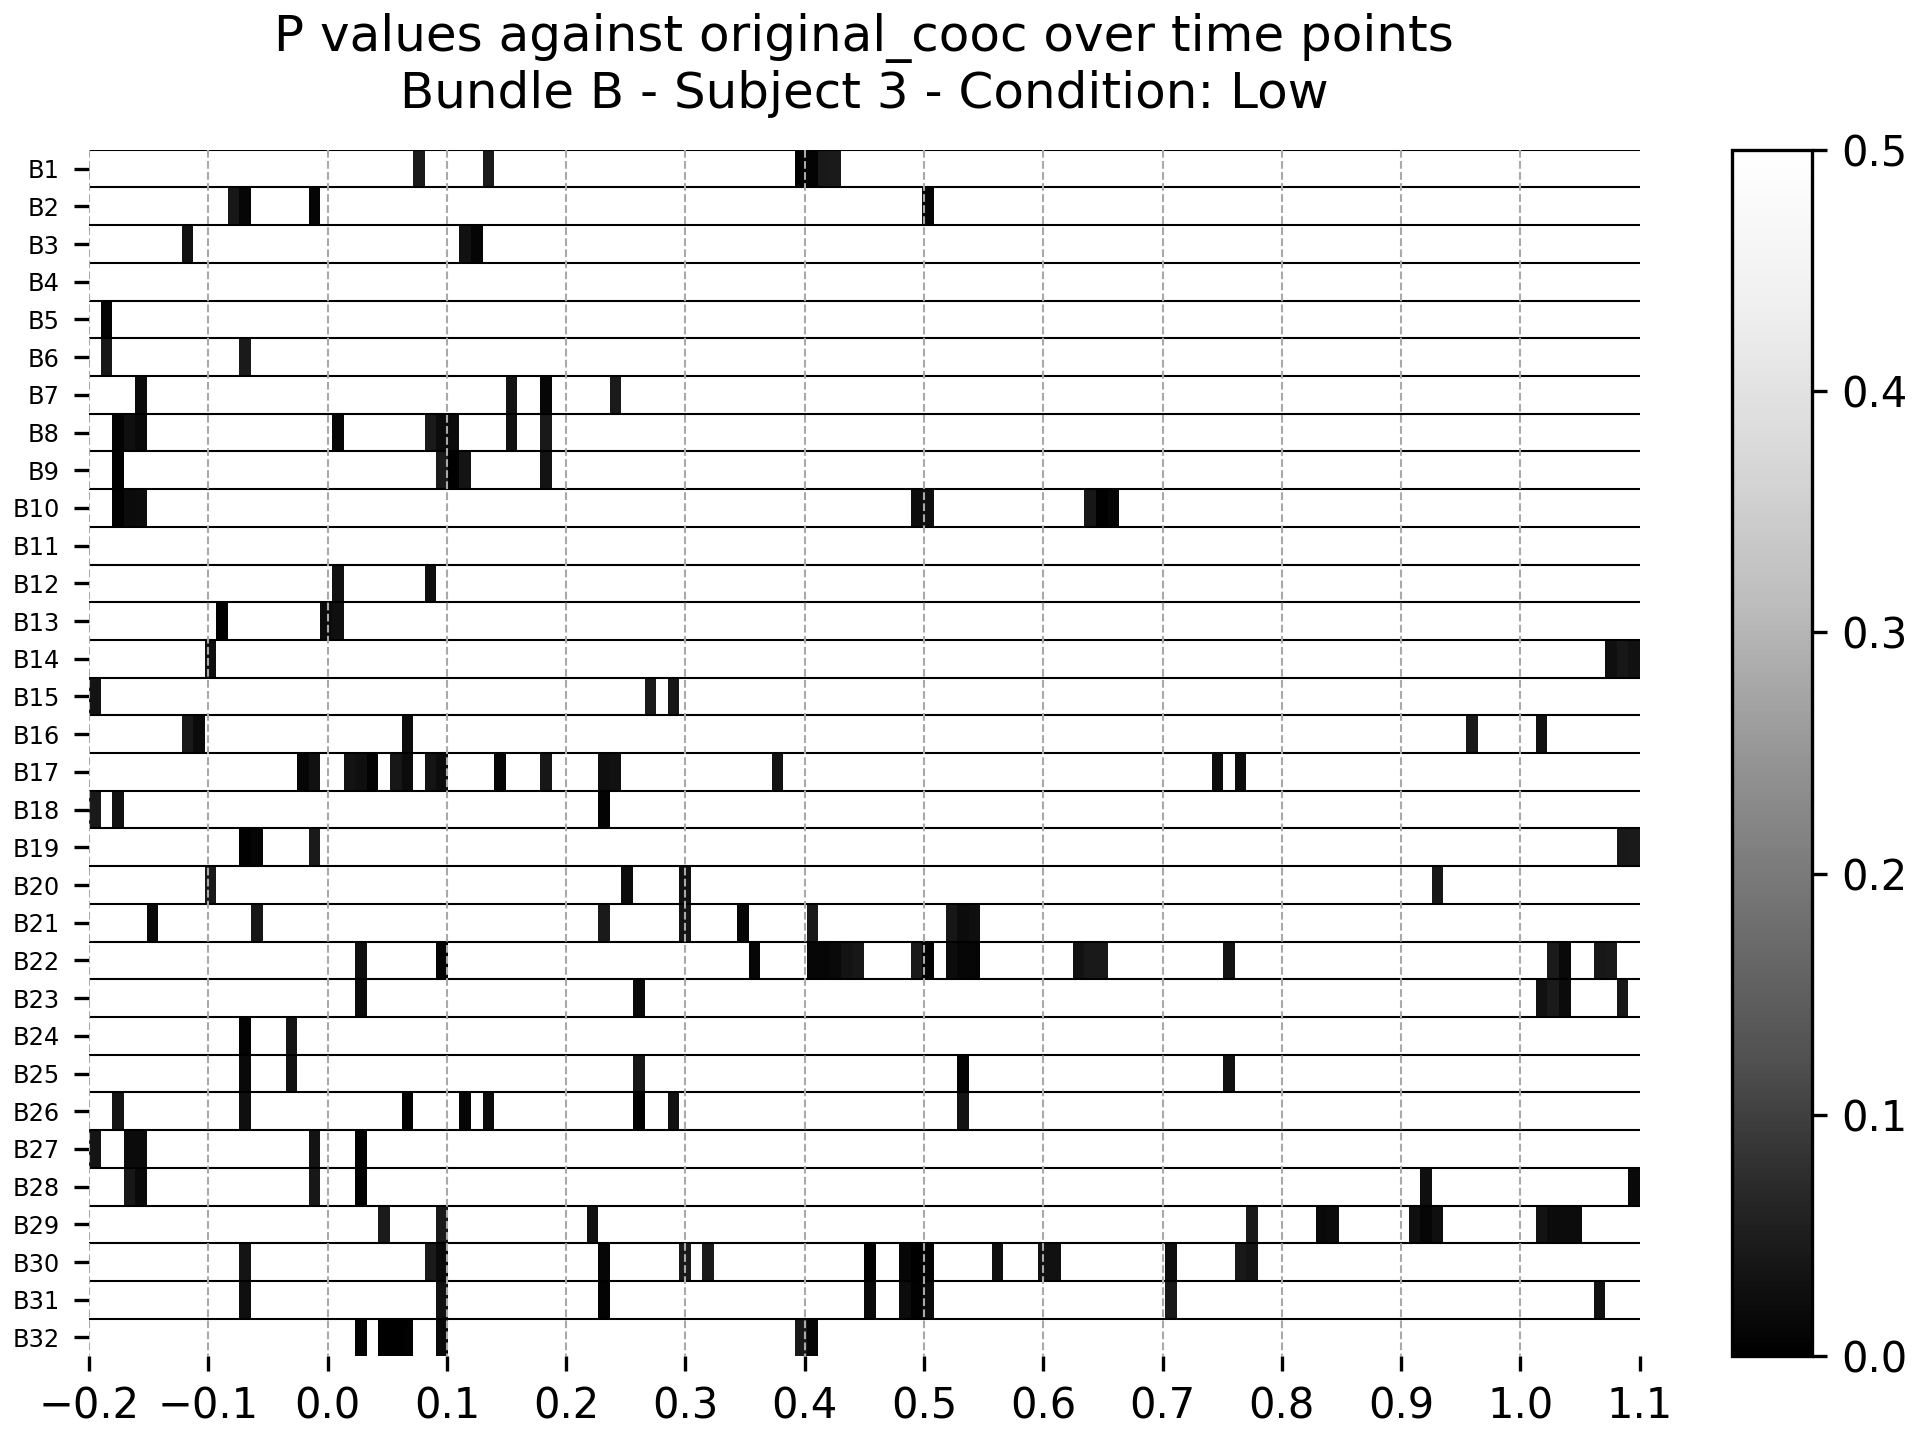 P values against original_cooc over time points
Bundle B - Subject 3 - Condition: Low
B1
B2
B3
B4
B5
B6
B7
B8
B9
B10
B11
B12
B13
B14
B15
B16
B17
B18
B19
B20
B21
B22
B23
B24
B25
B26
B27
B28
B29
B30
B31
B32
−0.2 −0.1 0.0 0.1 0.2 0.3 0.4 0.5 0.6 0.7 0.8 0.9 1.0 1.1
0.5
0.4
0.3
0.2
0.1
0.0